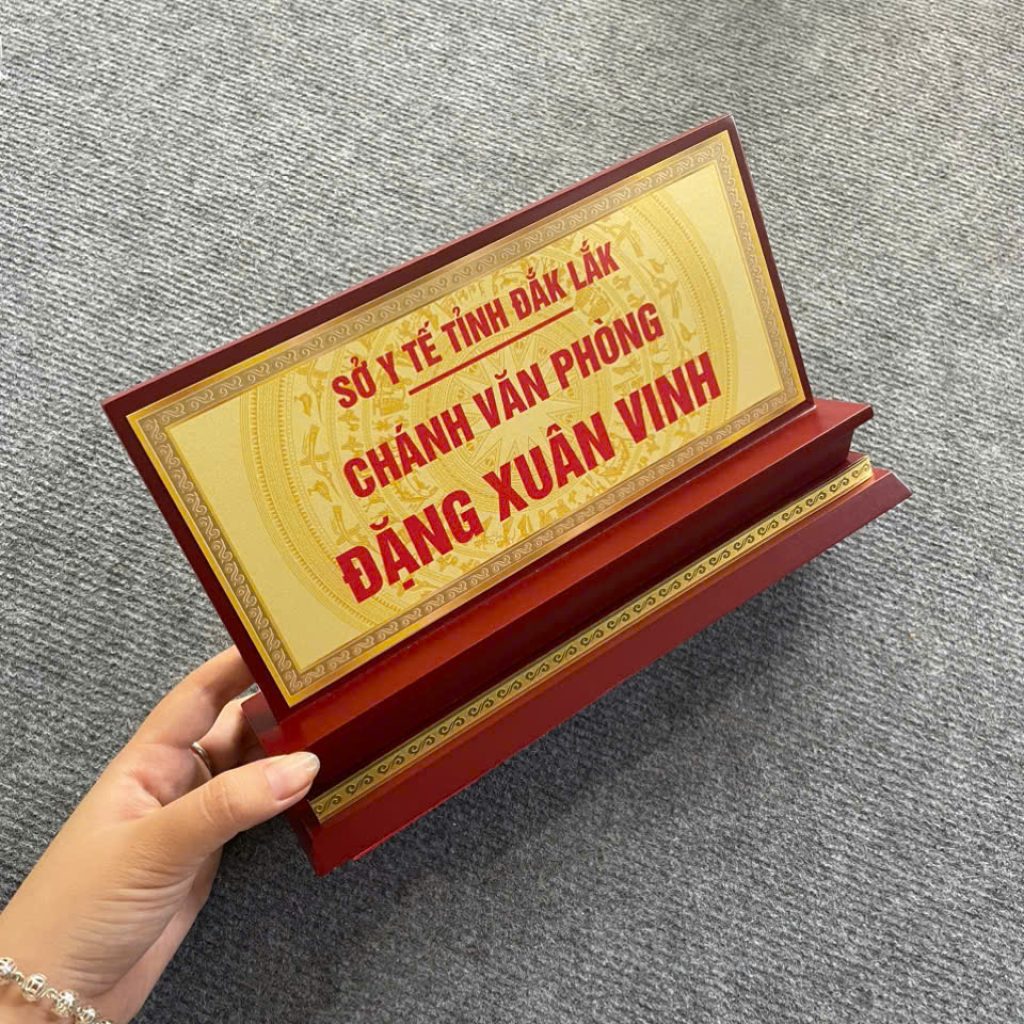 SỞ Y TẾ TỈNH ĐẮK LẮK
CHÁNH VĂN PHÒNG
ĐẶNG XUÂN VINH